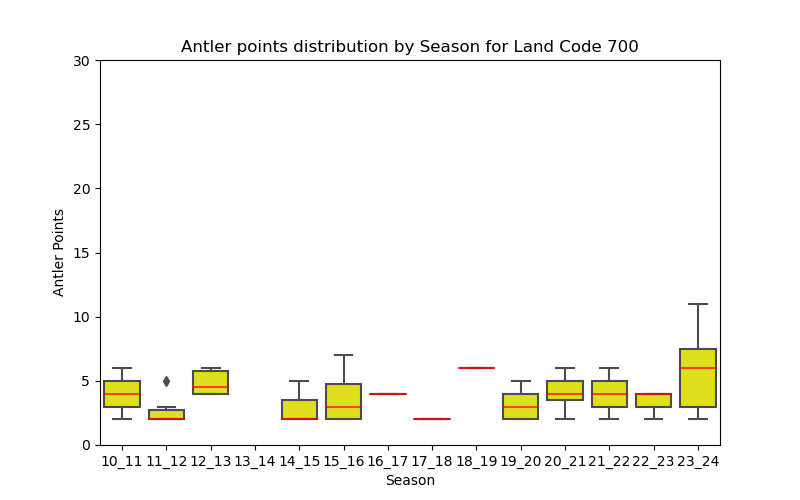 Antler points distribution by Season for Land Code 700
30
25
20
15
10
5
0
Antler Points
10_11 11_12 12_13 13_14 14_15 15_16 16_17 17_18 18_19 19_20 20_21 21_22 22_23 23_24
Season